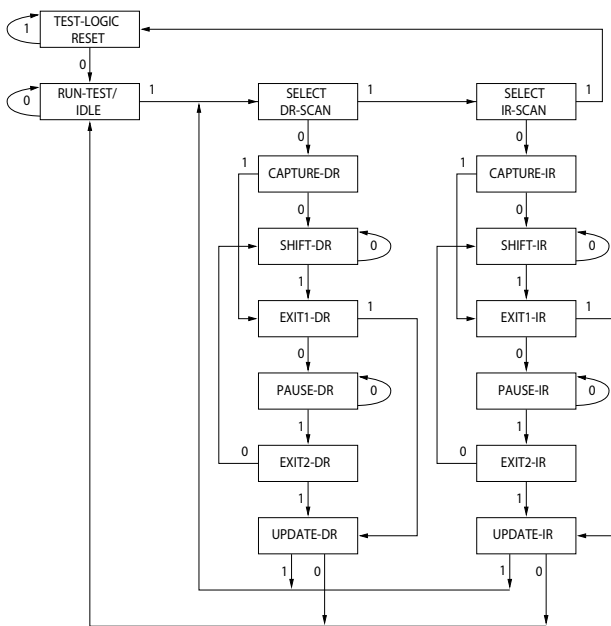 TEST-LOGIC
RESET
1
0
RUN-TEST/
IDLE
0
1
SELECT
DR-SCAN
1
SELECT
IR-SCAN
1
0
0
1
CAPTURE-DR
1
CAPTURE-IR
0
0
SHIFT-DR
0
SHIFT-IR
0
1
1
EXIT1-DR
1
EXIT1-IR
1
0
0
PAUSE-DR
0
PAUSE-IR
0
1
1
0
EXIT2-DR
0
EXIT2-IR
1
1
UPDATE-DR
UPDATE-IR
1
0
1
0